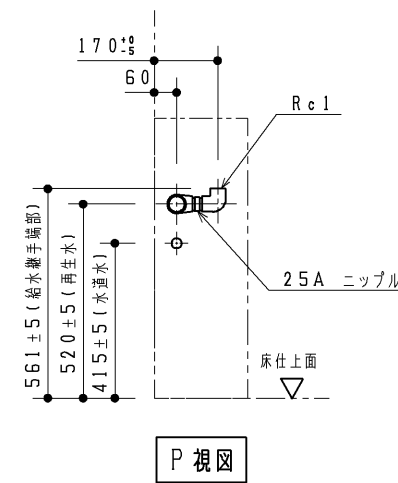 170+0-5
60
Rc1
25A ニップル
561±5(給水継手端部)
520±5(再生水)
415±5(水道水)
床仕上面
P視図